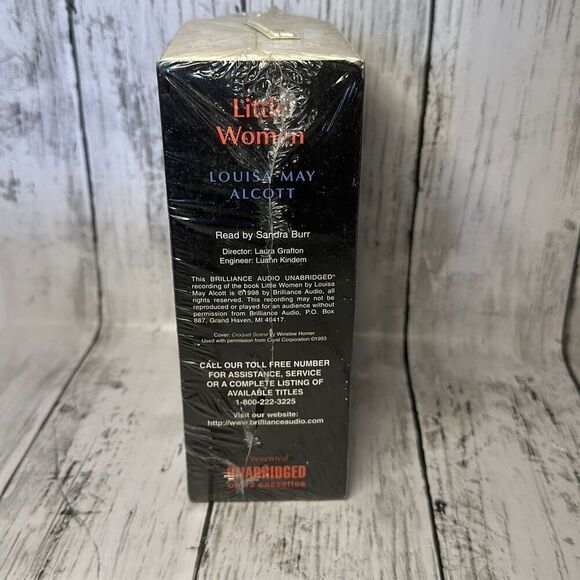 Little
Women
LOUISA MAY
ALCOTT
Read by Sandra Burr
Director: Laura Grafton
Engineer: Luann Kindem
This BRILLIANCE AUDIO UNABRIDGED®
recording of the book Little Women by Louisa
May Alcott is ℗1998 by Brilliance Audio, all
rights reserved. This recording may not be
reproduced or played for an audience without
permission from Brilliance Audio, P.O. Box
887, Grand Haven, MI 49417.
Cover: Croquet Scene by Winslow Homer
Used with permission from Corel Corporation ©1993
CALL OUR TOLL FREE NUMBER
FOR ASSISTANCE, SERVICE
OR A COMPLETE LISTING OF
AVAILABLE TITLES
1-800-222-3225
Visit our website:
http://www.brillianceaudio.com
Presented
UNABRIDGED
on 12 cassettes